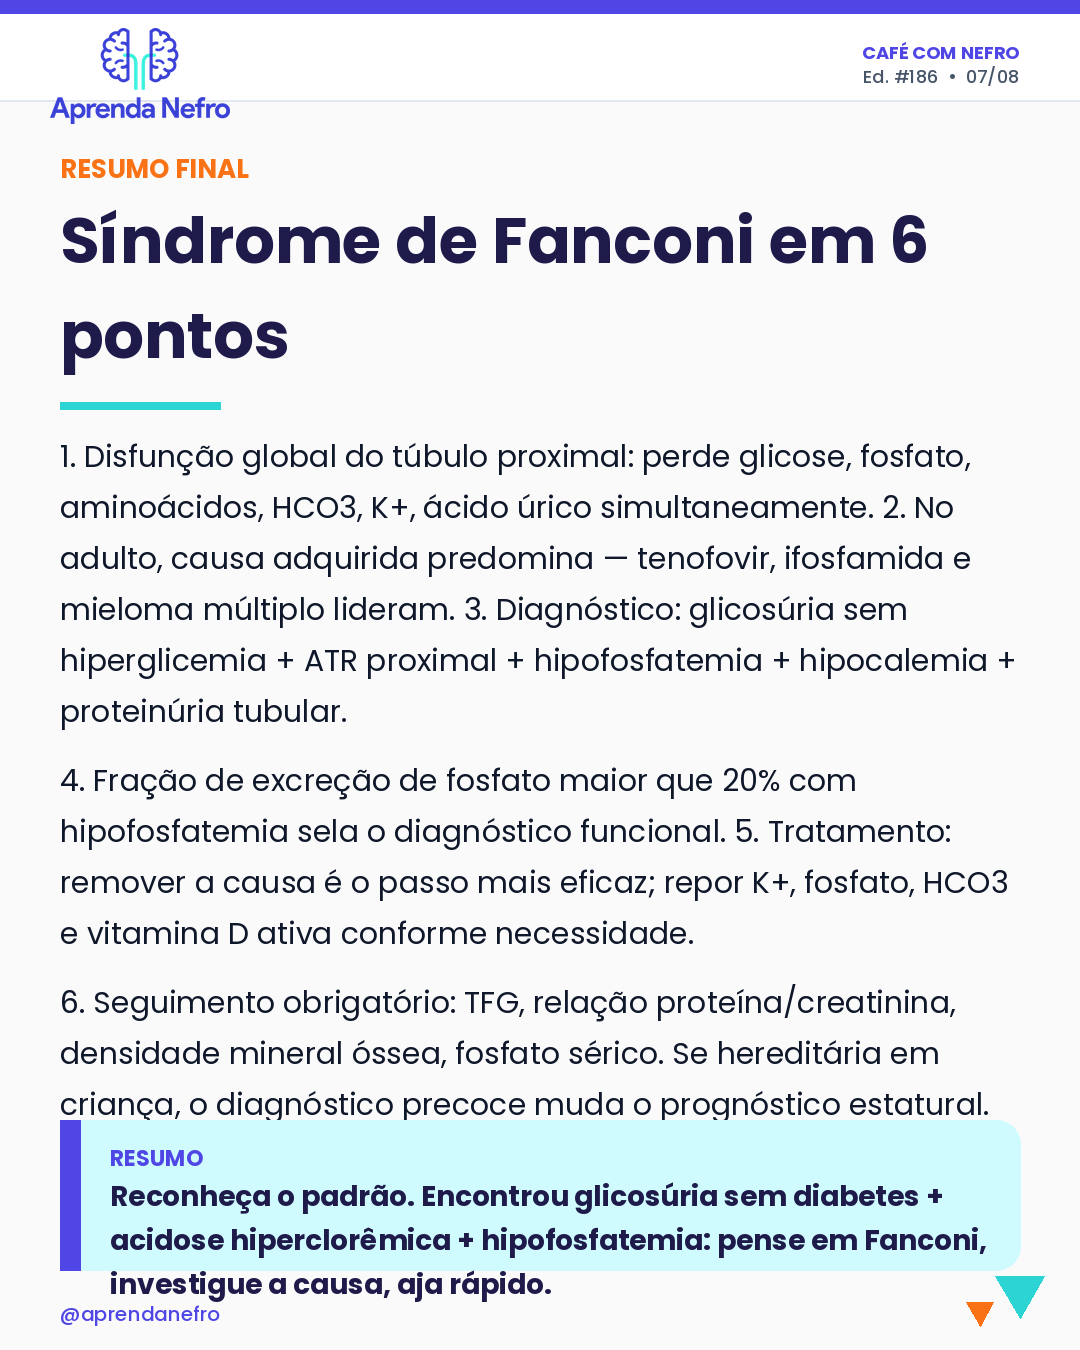 Aprenda Nefro
CAFÉ COM NEFRO
Ed. #186 • 07/08
RESUMO FINAL
Síndrome de Fanconi em 6
pontos
1. Disfunção global do túbulo proximal: perde glicose, fosfato,
aminoácidos, HCO3, K+, ácido úrico simultaneamente. 2. No
adulto, causa adquirida predomina — tenofovir, ifosfamida e
mieloma múltiplo lideram. 3. Diagnóstico: glicosúria sem
hiperglicemia + ATR proximal + hipofosfatemia + hipocalemia +
proteinúria tubular.
4. Fração de excreção de fosfato maior que 20% com
hipofosfatemia sela o diagnóstico funcional. 5. Tratamento:
remover a causa é o passo mais eficaz; repor K+, fosfato, HCO3
e vitamina D ativa conforme necessidade.
6. Seguimento obrigatório: TFG, relação proteína/creatinina,
densidade mineral óssea, fosfato sérico. Se hereditária em
criança, o diagnóstico precoce muda o prognóstico estatural.
RESUMO
Reconheça o padrão. Encontrou glicosúria sem diabetes +
acidose hiperclorêmica + hipofosfatemia: pense em Fanconi,
investigue a causa, aja rápido.
@aprendanefro